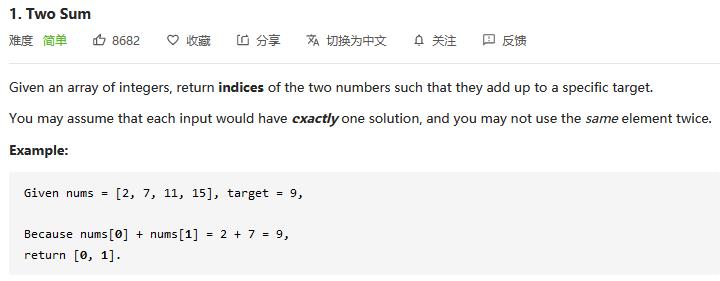 1. Two Sum
难度 简单 8682 收藏 分享 切换为中文 关注 反馈
Given an array of integers, return indices of the two numbers such that they add up to a specific target.
You may assume that each input would have exactly one solution, and you may not use the same element twice.
Example:
Given nums = [2, 7, 11, 15], target = 9,
Because nums[0] + nums[1] = 2 + 7 = 9,
return [0, 1].